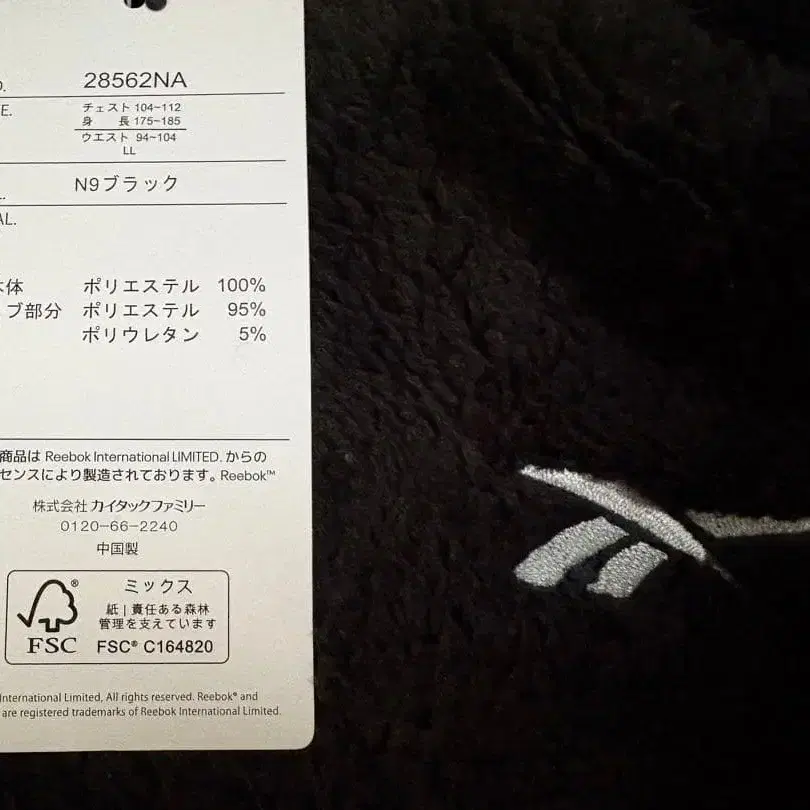 28562NA
チェスト 104~112
身 長 175~185
ウエスト 94~104
LL
N9ブラック
体 ポリエステル 100%
ブ部分 ポリエステル 95%
ポリウレタン 5%
商品は Reebok International LIMITED. からの
センスにより製造されております。Reebok™
株式会社 カイタックファミリー
0120-66-2240
中国製
ミックス
紙 | 責任ある森林
管理を支えています
FSC® C164820
FSC ®
International Limited, All rights reserved. Reebok® and
are registered trademarks of Reebok International Limited.